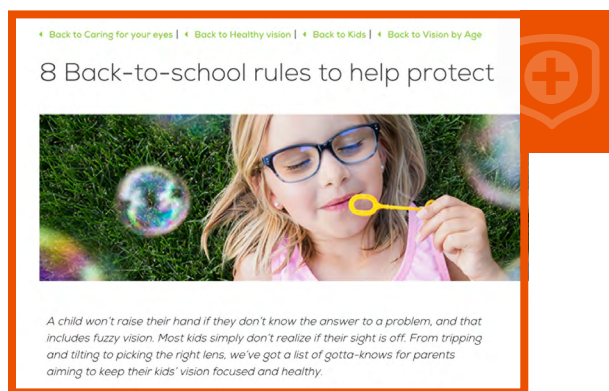 Back to Caring for your eyes | Back to Healthy vision | Back to Kids | Back to Vision by Age
8 Back-to-school rules to help protect
A child won't raise their hand if they don't know the answer to a problem, and that
includes fuzzy vision. Most kids simply don't realize if their sight is off. From tripping
and tilting to picking the right lens, we've got a list of gotta-knows for parents
aiming to keep their kids' vision focused and healthy.